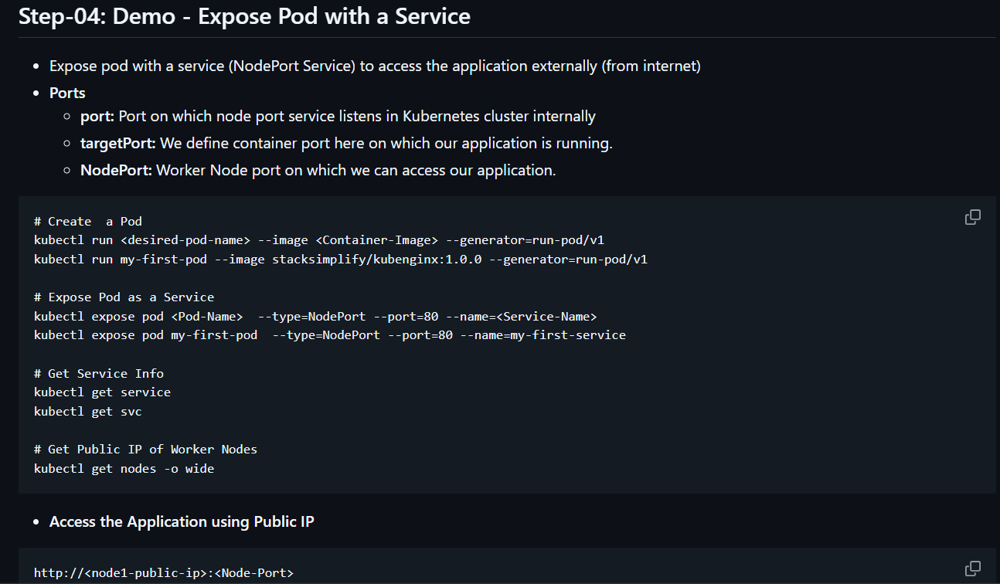 Step-04: Demo - Expose Pod with a Service
Expose pod with a service (NodePort Service) to access the application externally (from internet)
Ports
port: Port on which node port service listens in Kubernetes cluster internally
targetPort: We define container port here on which our application is running.
NodePort: Worker Node port on which we can access our application.
# Create  a Pod
kubectl run <desired-pod-name> --image <Container-Image> --generator=run-pod/v1
kubectl run my-first-pod --image stacksimplify/kubenginx:1.0.0 --generator=run-pod/v1
# Expose Pod as a Service
kubectl expose pod <Pod-Name>  --type=NodePort --port=80 --name=<Service-Name>
kubectl expose pod my-first-pod  --type=NodePort --port=80 --name=my-first-service
# Get Service Info
kubectl get service
kubectl get svc
# Get Public IP of Worker Nodes
kubectl get nodes -o wide
Access the Application using Public IP
http://<node1-public-ip>:<Node-Port>